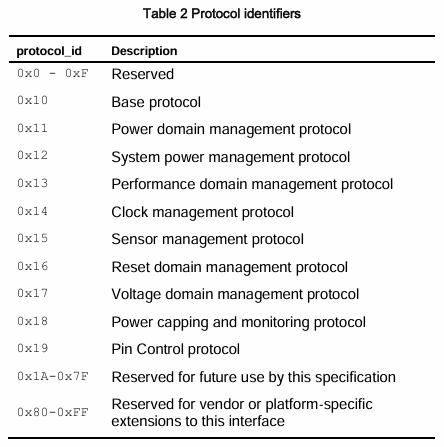 Table 2 Protocol identifiers
protocol_id Description
0x0 - 0xF Reserved
0x10 Base protocol
0x11 Power domain management protocol
0x12 System power management protocol
0x13 Performance domain management protocol
0x14 Clock management protocol
0x15 Sensor management protocol
0x16 Reset domain management protocol
0x17 Voltage domain management protocol
0x18 Power capping and monitoring protocol
0x19 Pin Control protocol
0x1A-0x7F Reserved for future use by this specification
0x80-0xFF Reserved for vendor or platform-specific
extensions to this interface